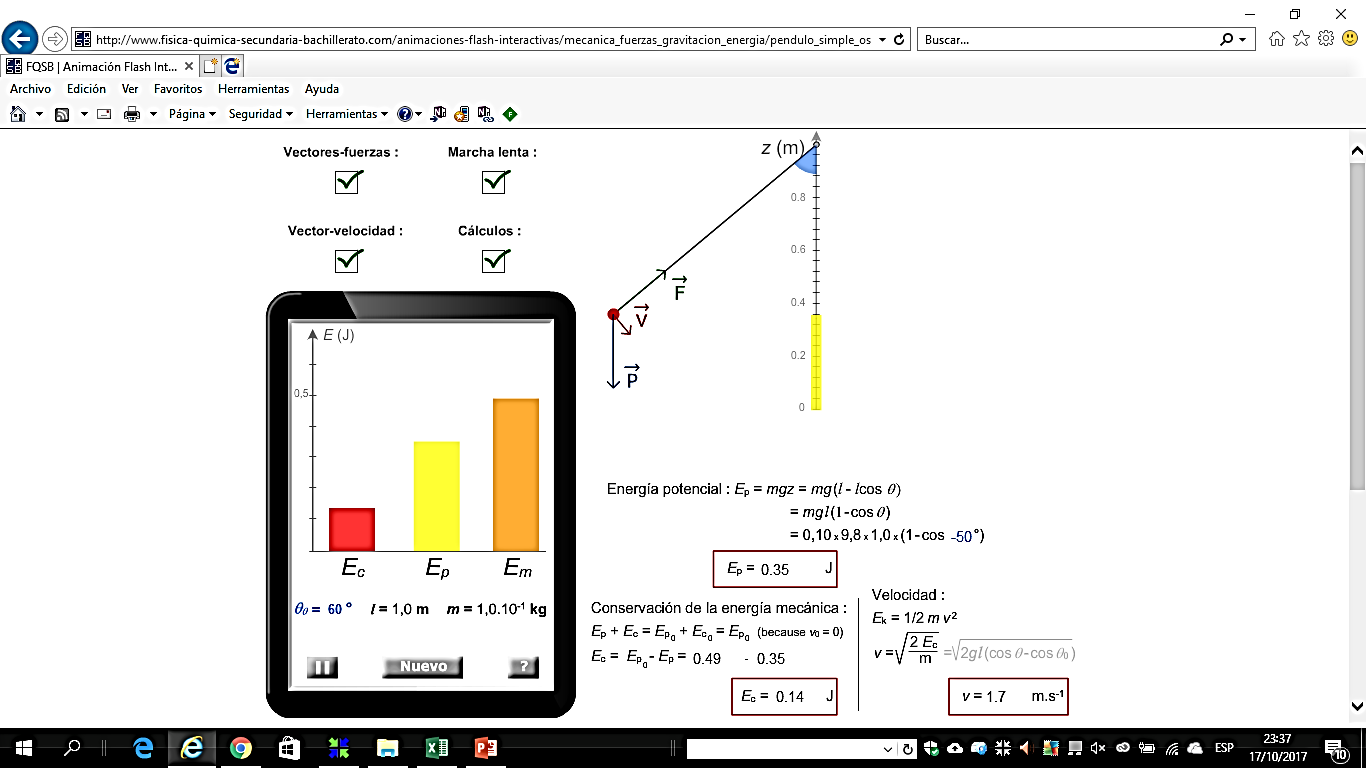 http://www.fisica-quimica-secundaria-bachillerato.com/animaciones-flash-interactivas/mecanica_fuerzas_gravitacion_energia/pendulo_simple_os
Buscar...
FQSB | Animación Flash Int...
Archivo Edición Ver Favoritos Herramientas Ayuda
Página Seguridad Herramientas
Vectores-fuerzas : Marcha lenta :
Vector-velocidad : Cálculos :
z (m)
0.8
0.6
0.4
0.2
0
F
V
P
E (J)
0,5
Ec Ep Em
θ0 = 60 ° l = 1,0 m m = 1,0.10⁻¹ kg
Nuevo ?
Energía potencial : Ep = mgz = mg(l - lcos θ)
= mgl(1-cos θ)
= 0,10 x 9,8 x 1,0 x (1-cos -50°)
Ep = 0.35 J
Conservación de la energía mecánica :
Ep + Ec = Ep0 + Ec0 = Ep0 (because v0 = 0)
Ec = Ep0 - Ep = 0.49 - 0.35
Ec = 0.14 J
Velocidad :
Ek = 1/2 m v²
v = √(2 Ec / m) = √2gl(cos θ-cos θ0)
v = 1.7 m.s⁻¹
ESP
23:37
17/10/2017
10